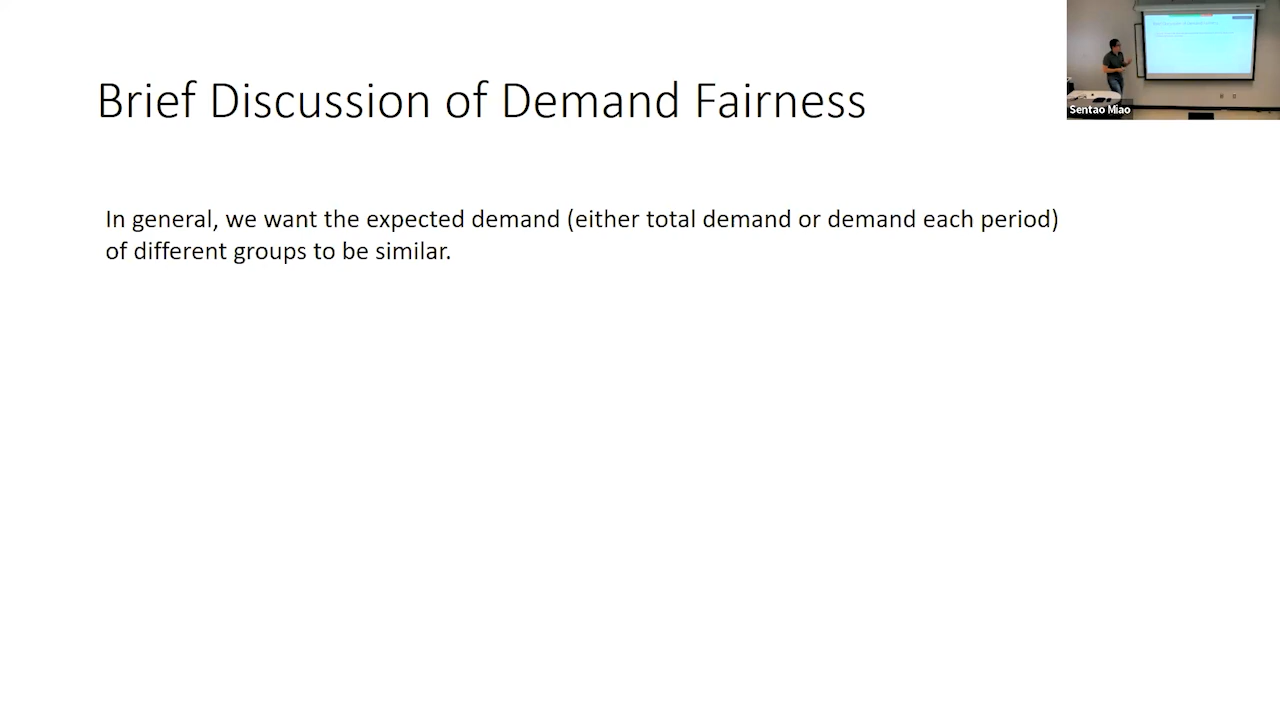 Brief Discussion of Demand Fairness
In general, we want the expected demand (either total demand or demand each period)
of different groups to be similar.
Sentao Miao